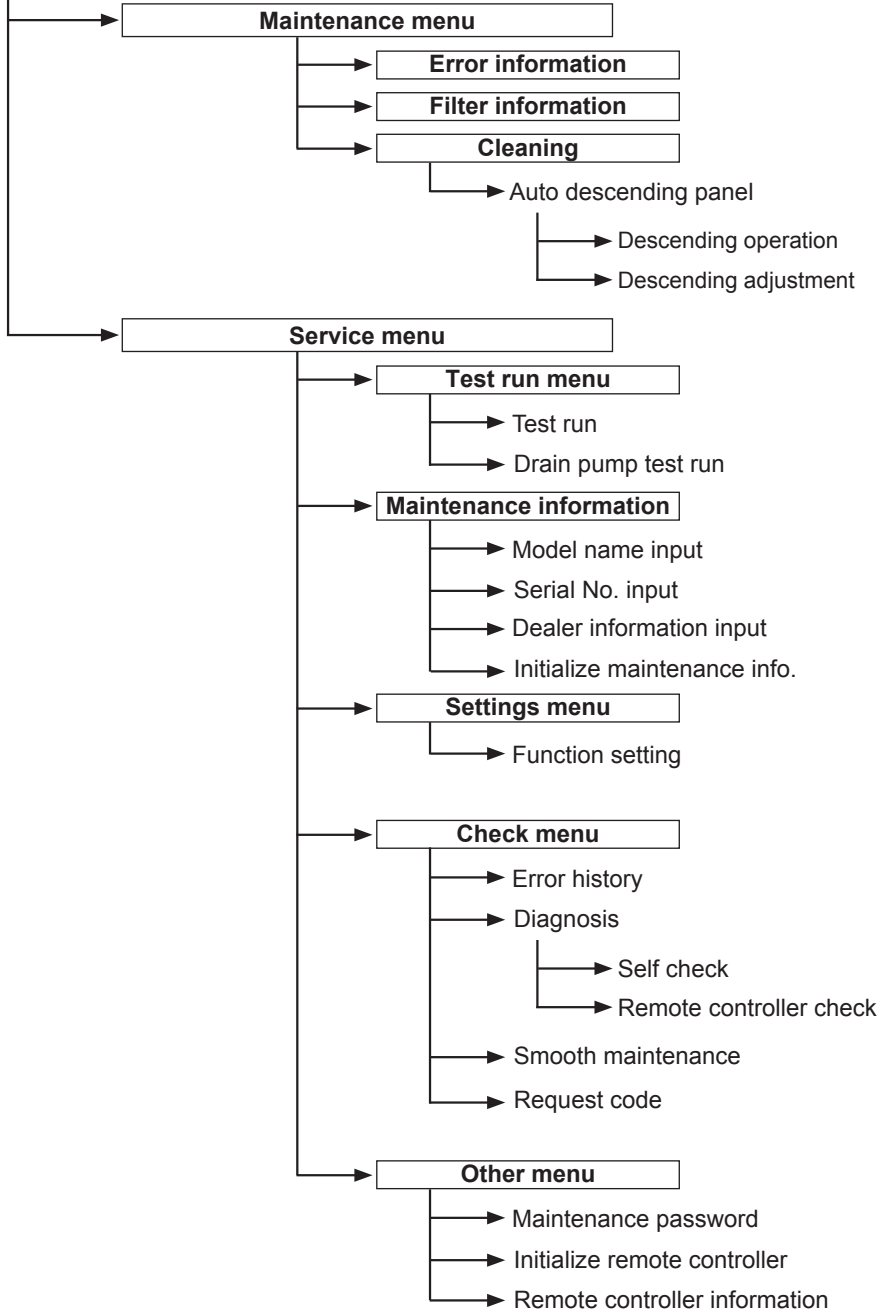 Maintenance menu
Error information
Filter information
Cleaning
Auto descending panel
Descending operation
Descending adjustment
Service menu
Test run menu
Test run
Drain pump test run
Maintenance information
Model name input
Serial No. input
Dealer information input
Initialize maintenance info.
Settings menu
Function setting
Check menu
Error history
Diagnosis
Self check
Remote controller check
Smooth maintenance
Request code
Other menu
Maintenance password
Initialize remote controller
Remote controller information